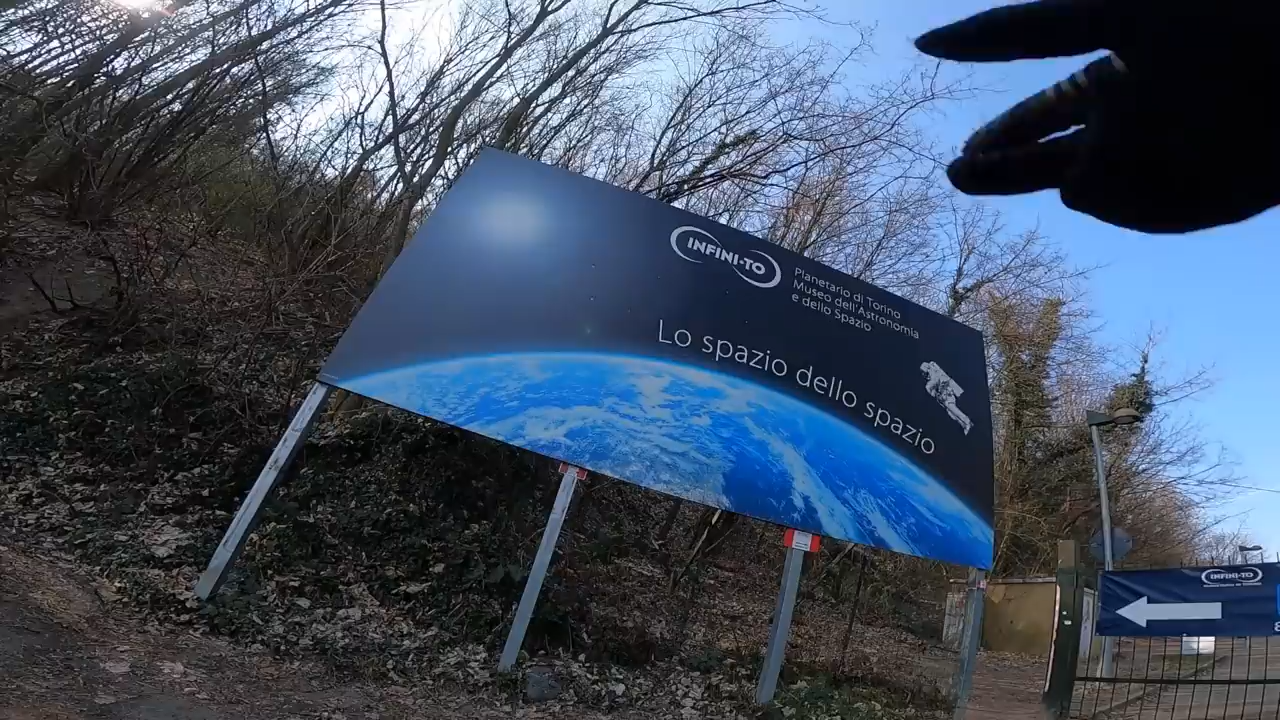 INFINI-TO
Planetario di Torino
Museo dell'Astronomia
e dello Spazio
Lo spazio dello spazio
INFINI-TO